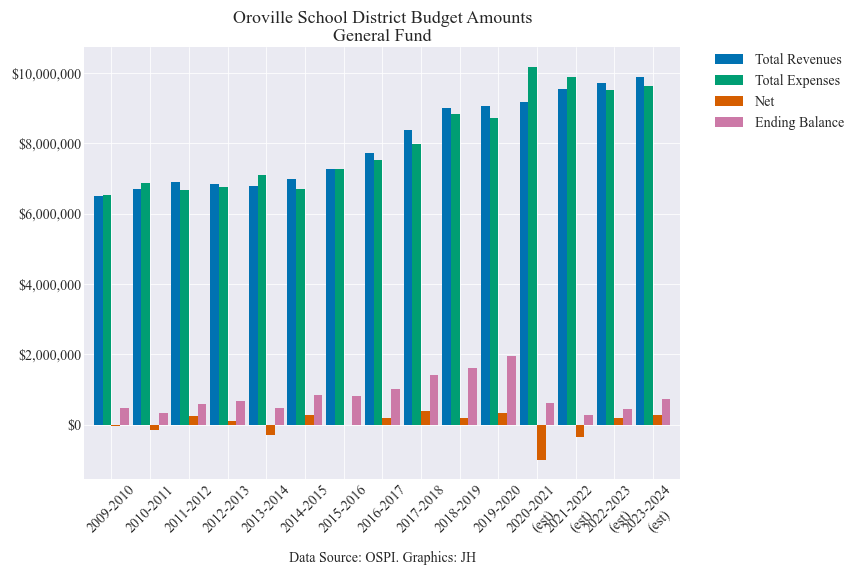 Oroville School District Budget Amounts
General Fund
Total Revenues
Total Expenses
Net
Ending Balance
$10,000,000
$8,000,000
$6,000,000
$4,000,000
$2,000,000
$0
2009-2010
2010-2011
2011-2012
2012-2013
2013-2014
2014-2015
2015-2016
2016-2017
2017-2018
2018-2019
2019-2020
2020-2021
(est)
2021-2022
(est)
2022-2023
(est)
2023-2024
(est)
Data Source: OSPI. Graphics: JH